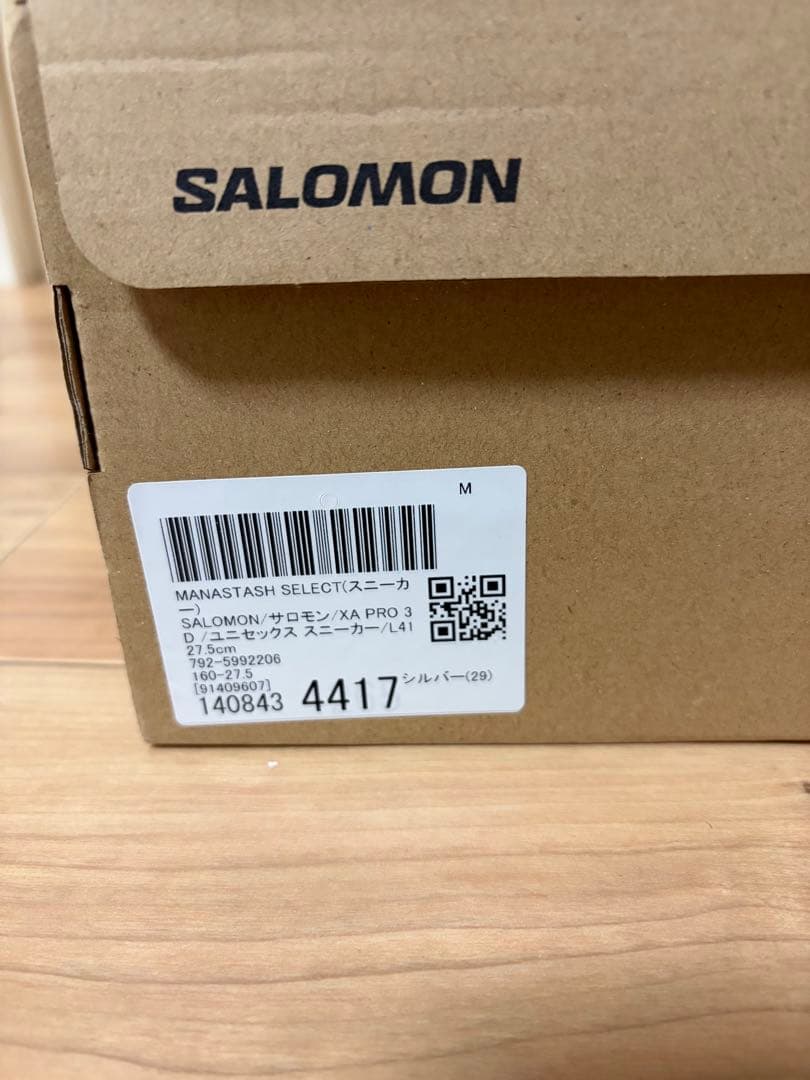 SALOMON
M
MANASTASH SELECT(スニーカ
ー)
SALOMON/サロモン/XA PRO 3
D /ユニセックス スニーカー/L41
27.5cm
792-5992206
160-27.5
[91409607]
140843 4417 シルバー(29)